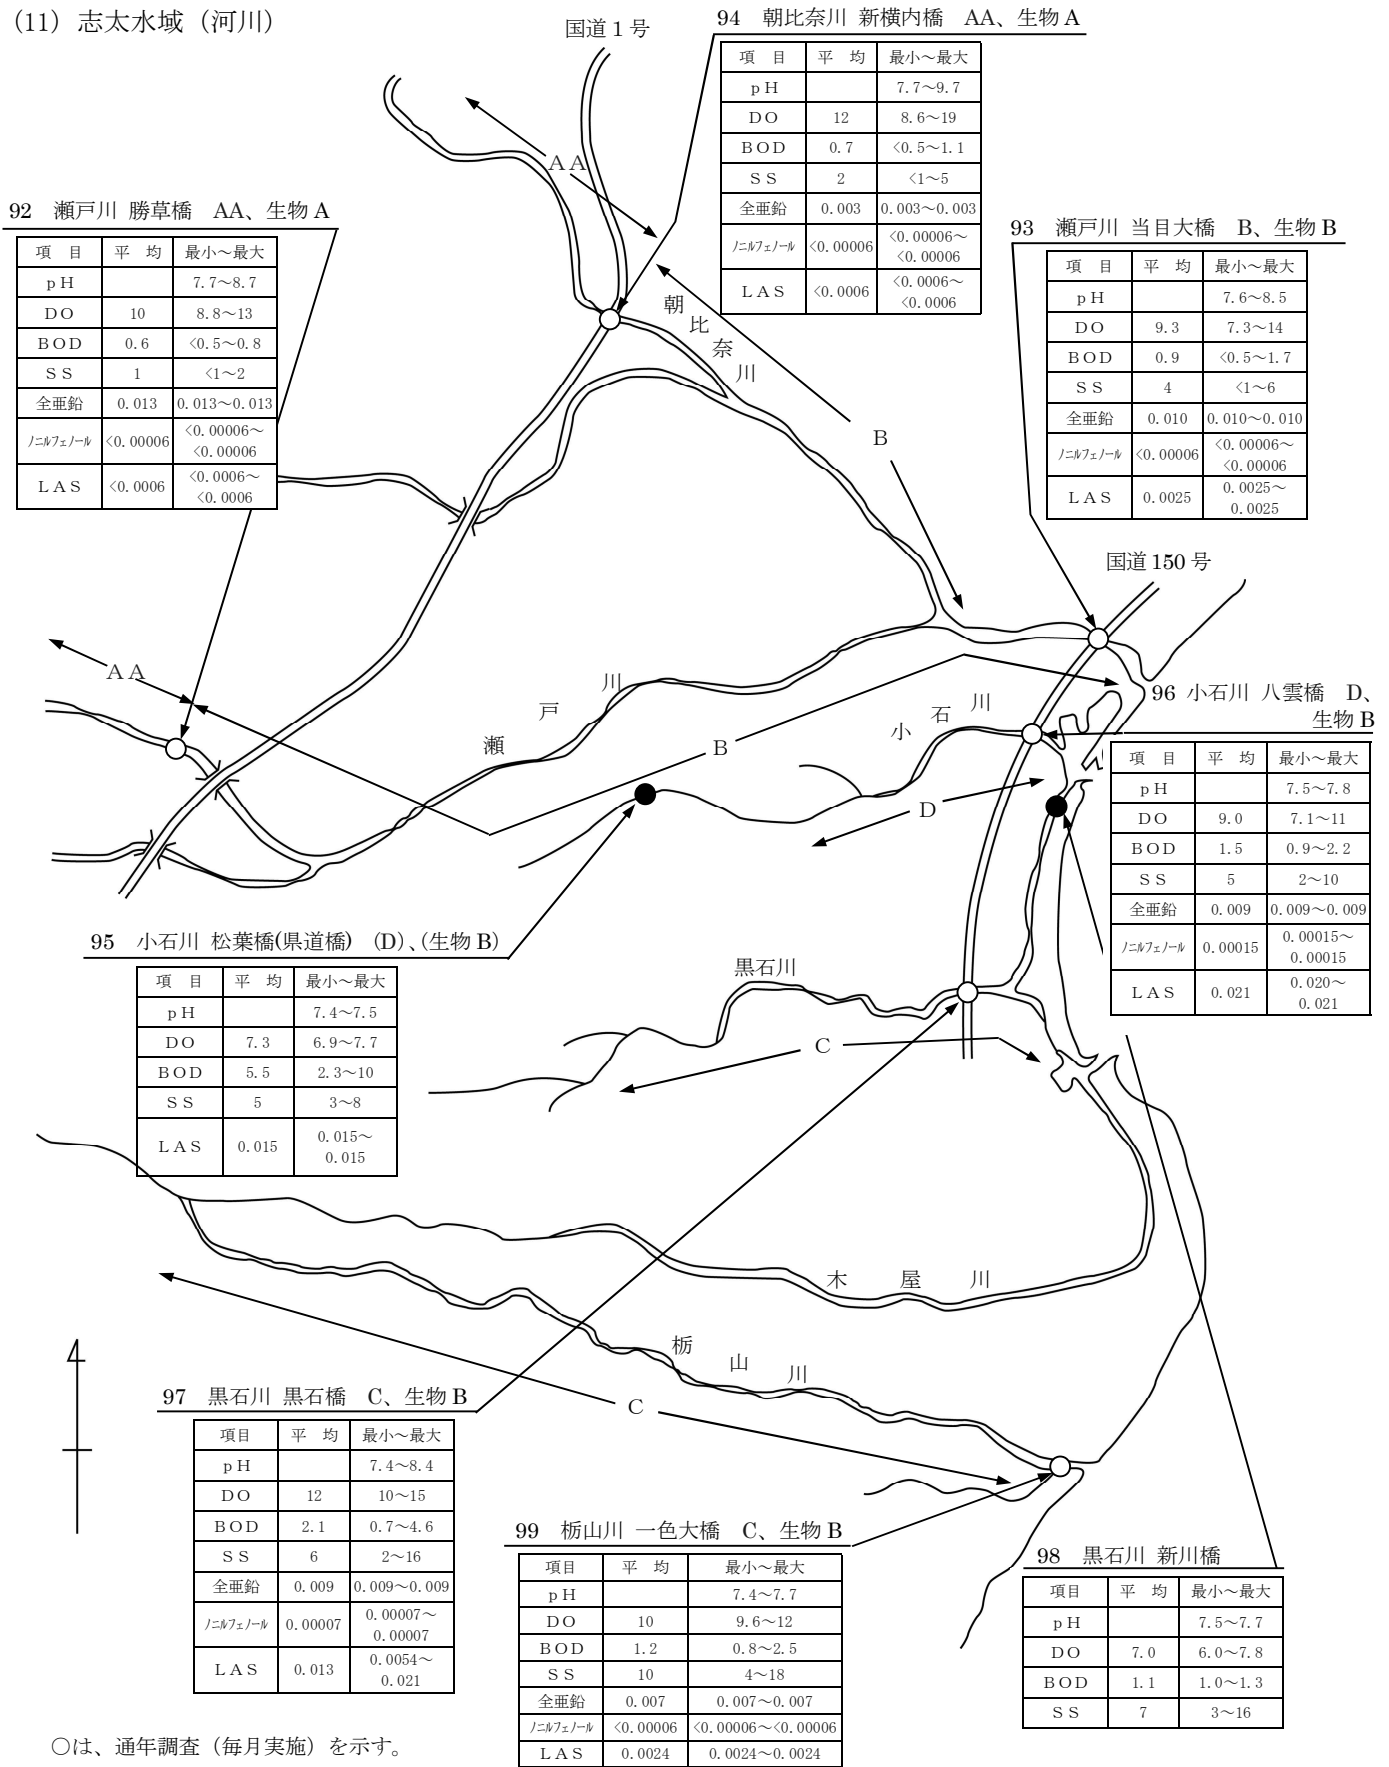 (11) 志太水域（河川）
国道 1 号
94　朝比奈川 新横内橋　AA、生物 A
項　目　平　均　最小～最大
ｐH　7.7～9.7
DO　12　8.6～19
BOD　0.7　<0.5～1.1
ＳＳ　2　<1～5
全亜鉛　0.003　0.003～0.003
ﾉﾆﾙﾌｪﾉｰﾙ　<0.00006　<0.00006～
<0.00006
ＬＡＳ　<0.0006　<0.0006～
<0.0006
ＡＡ
92　瀬戸川 勝草橋　AA、生物 A
項　目　平　均　最小～最大
ｐH　7.7～8.7
DO　10　8.8～13
BOD　0.6　<0.5～0.8
ＳＳ　1　<1～2
全亜鉛　0.013　0.013～0.013
ﾉﾆﾙﾌｪﾉｰﾙ　<0.00006　<0.00006～
<0.00006
ＬＡＳ　<0.0006　<0.0006～
<0.0006
93　瀬戸川 当目大橋　B、生物 B
項　目　平　均　最小～最大
ｐH　7.6～8.5
DO　9.3　7.3～14
BOD　0.9　<0.5～1.7
ＳＳ　4　<1～6
全亜鉛　0.010　0.010～0.010
ﾉﾆﾙﾌｪﾉｰﾙ　<0.00006　<0.00006～
<0.00006
ＬＡＳ　0.0025　0.0025～
0.0025
朝比奈川
B
国道 150 号
ＡＡ
瀬戸川
B
小石川
D
96 小石川 八雲橋　D、
生物 B
項　目　平　均　最小～最大
ｐH　7.5～7.8
DO　9.0　7.1～11
BOD　1.5　0.9～2.2
ＳＳ　5　2～10
全亜鉛　0.009　0.009～0.009
ﾉﾆﾙﾌｪﾉｰﾙ　0.00015　0.00015～
0.00015
ＬＡＳ　0.021　0.020～
0.021
95　小石川 松葉橋(県道橋)　(D)、(生物 B)
項　目　平　均　最小～最大
ｐH　7.4～7.5
DO　7.3　6.9～7.7
BOD　5.5　2.3～10
ＳＳ　5　3～8
ＬＡＳ　0.015　0.015～
0.015
黒石川
C
木屋川
栃山川
C
97　黒石川 黒石橋　C、生物 B
項目　平　均　最小～最大
ｐH　7.4～8.4
DO　12　10～15
BOD　2.1　0.7～4.6
ＳＳ　6　2～16
全亜鉛　0.009　0.009～0.009
ﾉﾆﾙﾌｪﾉｰﾙ　0.00007　0.00007～
0.00007
ＬＡＳ　0.013　0.0054～
0.021
99　栃山川 一色大橋　C、生物 B
項目　平　均　最小～最大
ｐH　7.4～7.7
DO　10　9.6～12
BOD　1.2　0.8～2.5
ＳＳ　10　4～18
全亜鉛　0.007　0.007～0.007
ﾉﾆﾙﾌｪﾉｰﾙ　<0.00006　<0.00006～<0.00006
ＬＡＳ　0.0024　0.0024～0.0024
98　黒石川 新川橋
項目　平　均　最小～最大
ｐH　7.5～7.7
DO　7.0　6.0～7.8
BOD　1.1　1.0～1.3
ＳＳ　7　3～16
○は、通年調査（毎月実施）を示す。